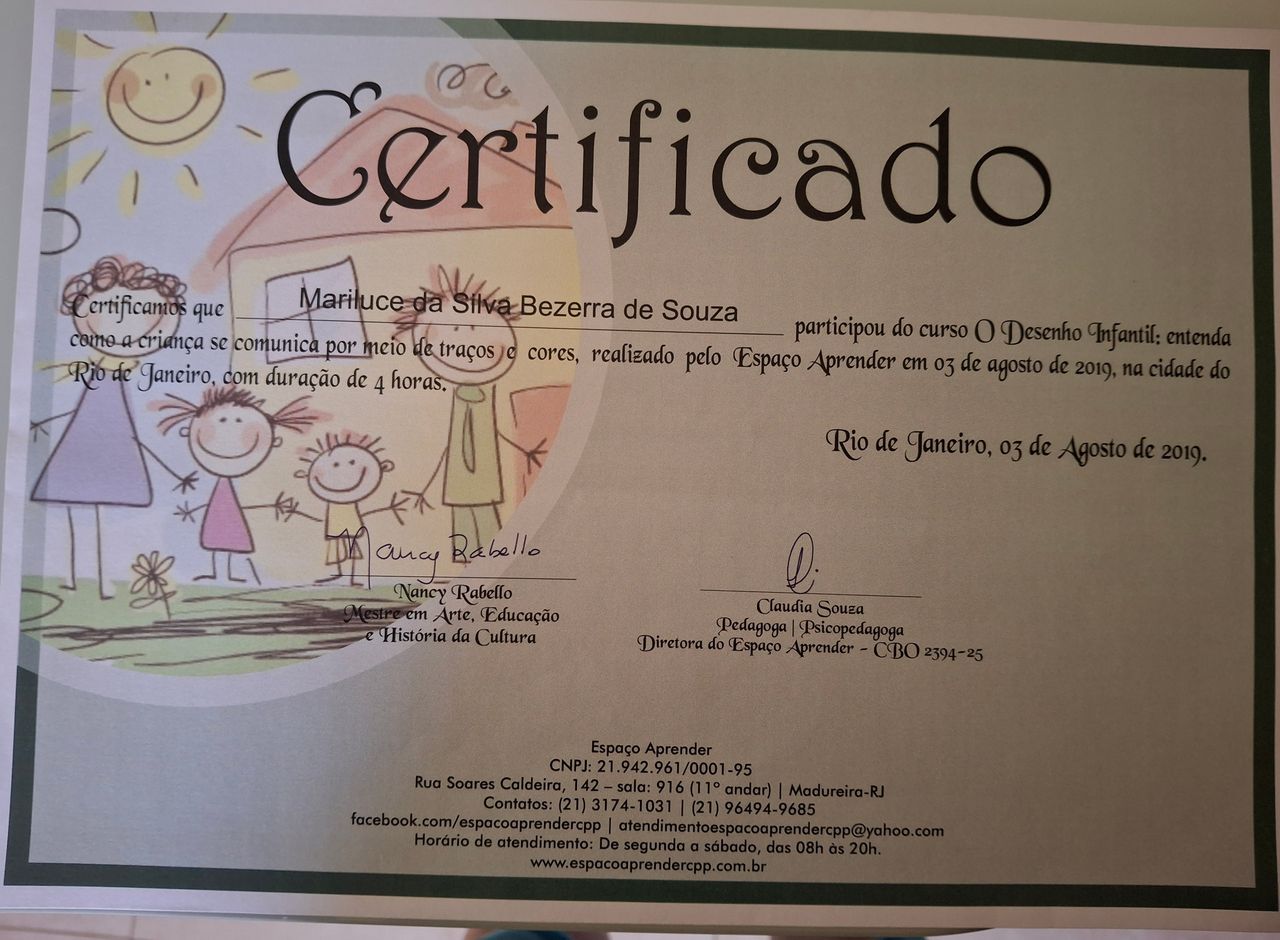 Certificado
Certificamos que Mariluce da Silva Bezerra de Souza participou do curso O Desenho Infantil: entenda
como a criança se comunica por meio de traços e cores, realizado pelo Espaço Aprender em 03 de agosto de 2019, na cidade do
Rio de Janeiro, com duração de 4 horas.
Rio de Janeiro, 03 de Agosto de 2019.
Nancy Rabello
Nancy Rabello
Mestre em Arte, Educação
e História da Cultura
Claudia Souza
Pedagoga | Psicopedagoga
Diretora do Espaço Aprender - CBO 2394-25
Espaço Aprender
CNPJ: 21.942.961/0001-95
Rua Soares Caldeira, 142 – sala: 916 (11º andar) | Madureira-RJ
Contatos: (21) 3174-1031 | (21) 96494-9685
facebook.com/espacoaprendercpp | atendimentoespacoaprendercpp@yahoo.com
Horário de atendimento: De segunda a sábado, das 08h às 20h.
www.espacoaprendercpp.com.br